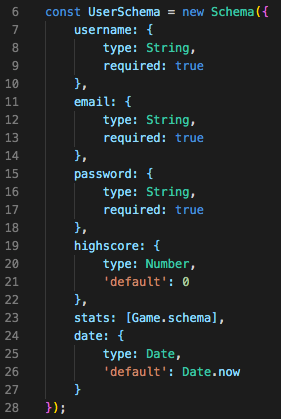 6 const UserSchema = new Schema({
7     username: {
8         type: String,
9         required: true
10     },
11     email: {
12         type: String,
13         required: true
14     },
15     password: {
16         type: String,
17         required: true
18     },
19     highscore: {
20         type: Number,
21         'default': 0
22     },
23     stats: [Game.schema],
24     date: {
25         type: Date,
26         'default': Date.now
27     }
28 });